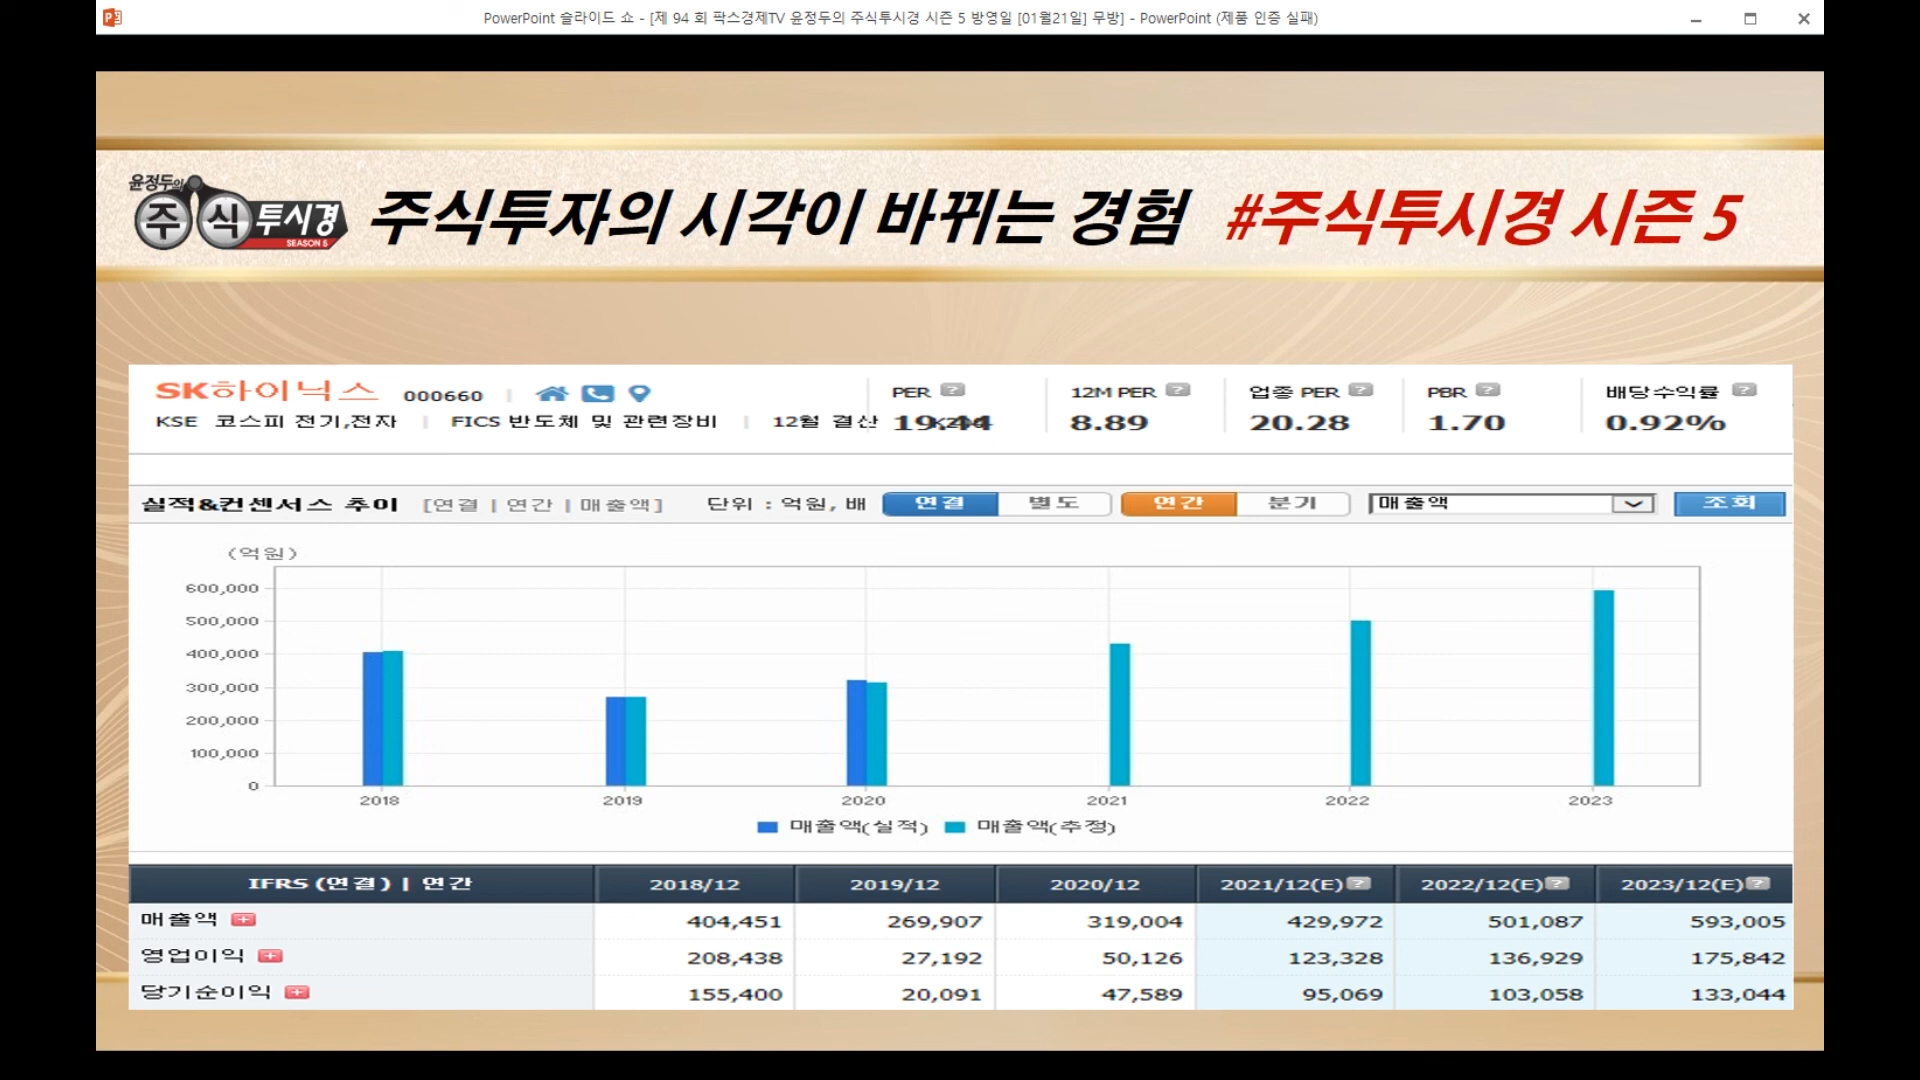 PowerPoint 슬라이드 쇼 - [제 94 회 팍스경제TV 윤정두의 주식투시경 시즌 5 방영일 [01월21일] 무방] - PowerPoint (제품 인증 실패)
윤정두의
주식투시경
SEASON 5
주식투자의 시각이 바뀌는 경험 #주식투시경 시즌 5
SK하이닉스 000660
KSE 코스피 전기,전자 | FICS 반도체 및 관련장비 | 12월 결산
PER 12M PER 업종 PER PBR 배당수익률
19.44 8.89 20.28 1.70 0.92%
실적&컨센서스 추이 [연결 | 연간 | 매출액] 단위 : 억원, 배 연결 별도 연간 분기 매출액 조회
(억원)
600,000
500,000
400,000
300,000
200,000
100,000
0
2018 2019 2020 2021 2022 2023
매출액(실적) 매출액(추정)
IFRS (연결) | 연간 2018/12 2019/12 2020/12 2021/12(E) 2022/12(E) 2023/12(E)
매출액 404,451 269,907 319,004 429,972 501,087 593,005
영업이익 208,438 27,192 50,126 123,328 136,929 175,842
당기순이익 155,400 20,091 47,589 95,069 103,058 133,044